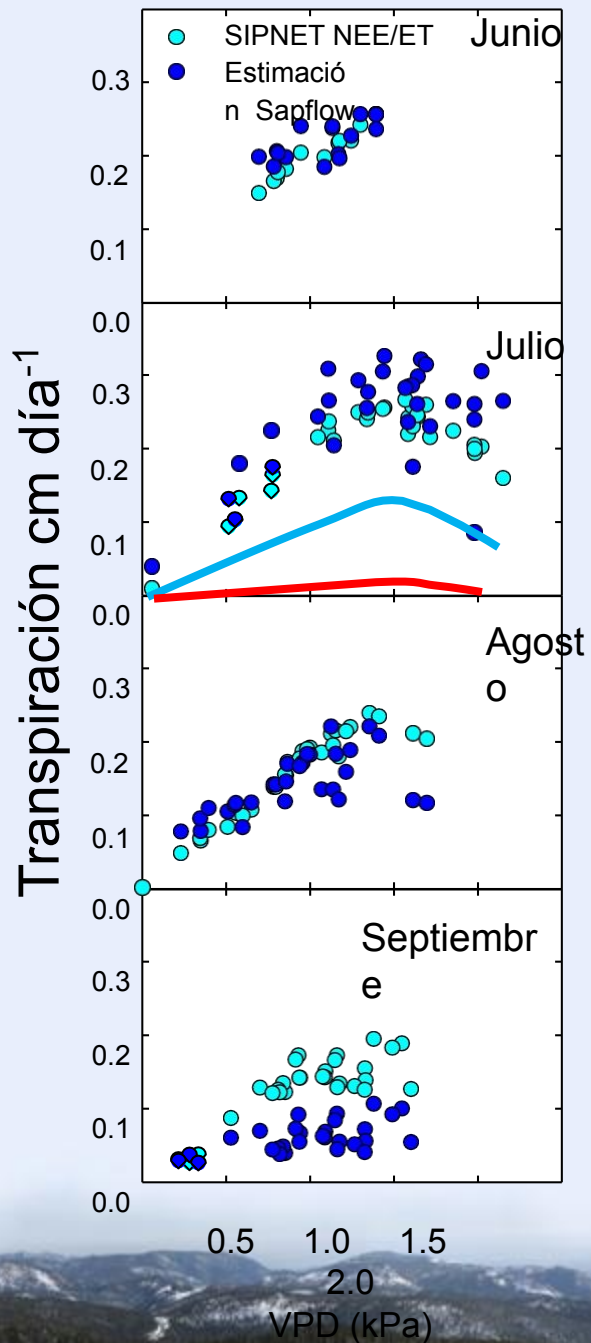 SIPNET NEE/ET
Junio
Estimació
n Sapflow
0.3
0.2
0.1
0.0
Julio
0.3
0.2
0.1
0.0
Agost
o
0.3
0.2
0.1
0.0
Septiembr
e
0.3
0.2
0.1
0.0
Transpiración cm día-1
0.5 1.0 1.5
2.0
VPD (kPa)